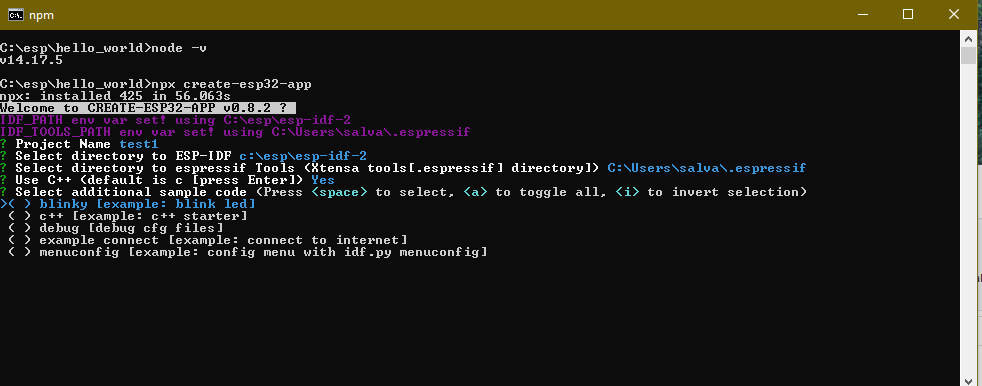 npm
C:\esp\hello_world>node -v
v14.17.5
C:\esp\hello_world>npx create-esp32-app
npx: installed 425 in 56.063s
Welcome to CREATE-ESP32-APP v0.8.2 ?
IDF_PATH env var set! using C:\esp\esp-idf-2
IDF_TOOLS_PATH env var set! using C:\Users\salva\.espressif
? Project Name test1
? Select directory to ESP-IDF c:\esp\esp-idf-2
? Select directory to espressif Tools (Xtensa tools[.espressif] directory]) C:\Users\salva\.espressif
? Use C++ (default is c [press Enter]) Yes
? Select additional sample code (Press <space> to select, <a> to toggle all, <i> to invert selection)
>( ) blinky [example: blink led]
( ) c++ [example: c++ starter]
( ) debug [debug cfg files]
( ) example connect [example: connect to internet]
( ) menuconfig [example: config menu with idf.py menuconfig]